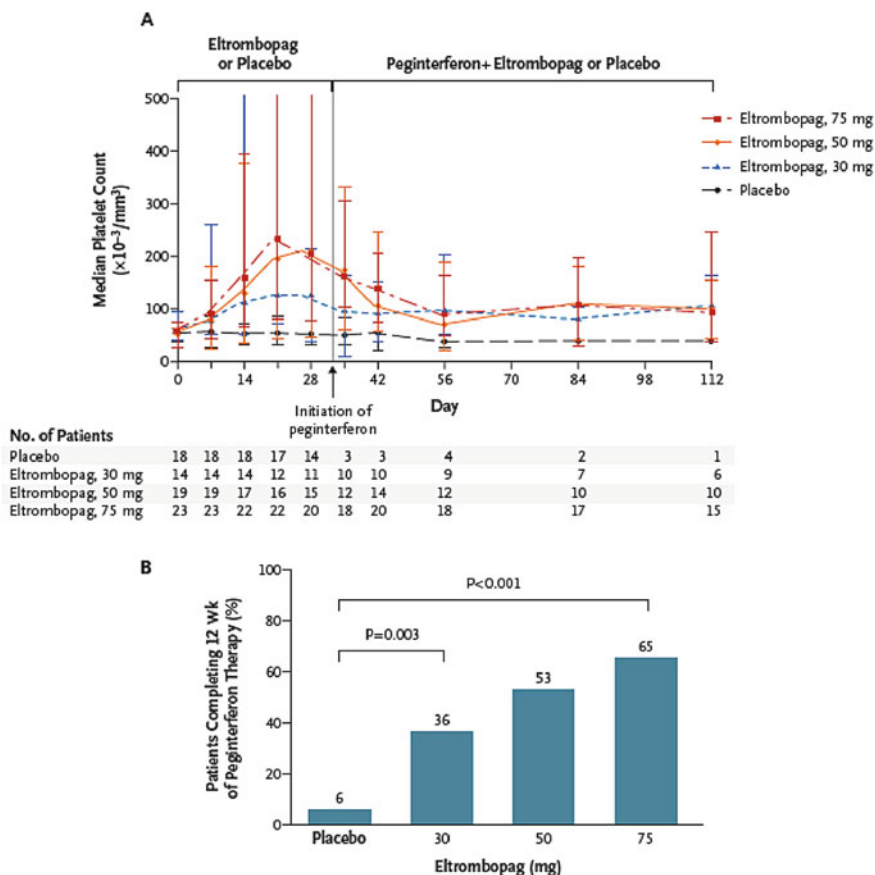 A
Eltrombopag
or Placebo
Peginterferon+ Eltrombopag or Placebo
Median Platelet Count
(×10⁻³/mm³)
500
400
300
200
100
0
Eltrombopag, 75 mg
Eltrombopag, 50 mg
Eltrombopag, 30 mg
Placebo
0 14 28 42 56 70 84 98 112
Day
Initiation of
peginterferon
No. of Patients
Placebo 18 18 18 17 14 3 3 4 2 1
Eltrombopag, 30 mg 14 14 14 12 11 10 10 9 7 6
Eltrombopag, 50 mg 19 19 17 16 15 12 14 12 10 10
Eltrombopag, 75 mg 23 23 22 22 20 18 20 18 17 15
B
Patients Completing 12 Wk
of Peginterferon Therapy (%)
100
80
60
40
20
0
P<0.001
P=0.003
6
36
53
65
Placebo 30 50 75
Eltrombopag (mg)